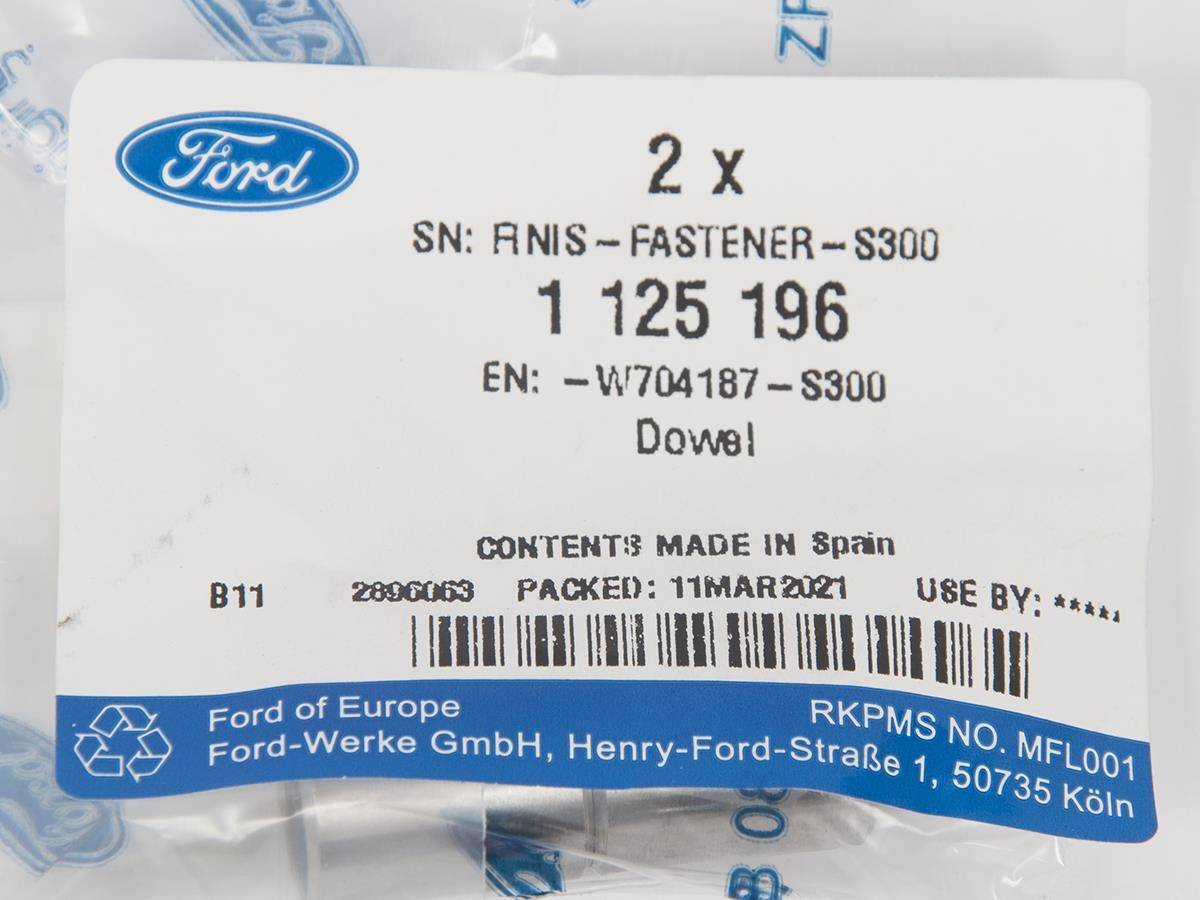 Ford
2 x
SN: FINIS-FASTENER-S300
1 125 196
EN: -W704187-S300
Dowel
CONTENTS MADE IN Spain
B11 2896063 PACKED: 11MAR2021 USE BY: *****
Ford of Europe
RKPMS NO. MFL001
Ford-Werke GmbH, Henry-Ford-Straße 1, 50735 Köln